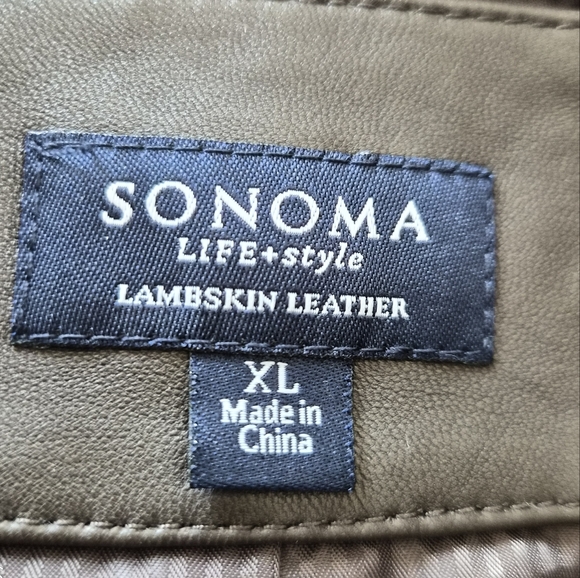 SONOMA
LIFE+style
LAMBSKIN LEATHER
XL
Made in
China